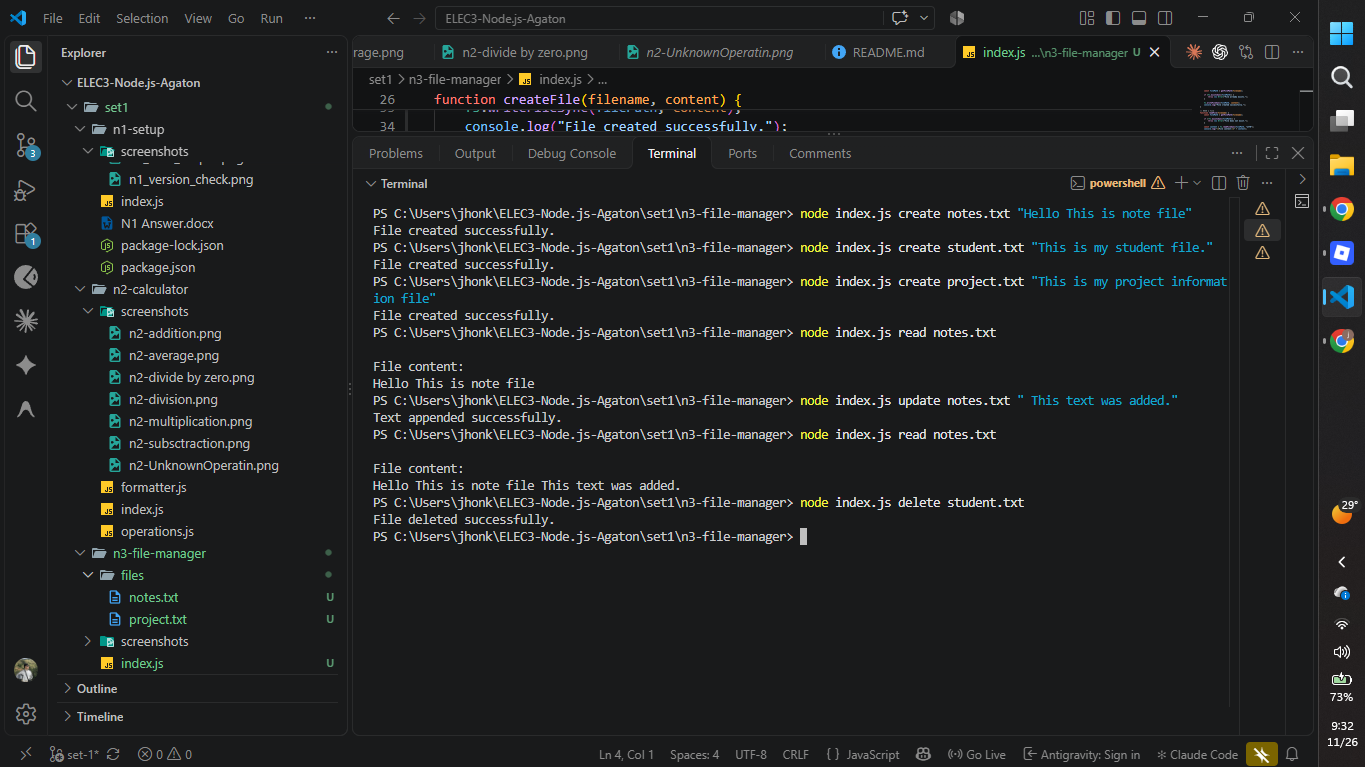 File Edit Selection View Go Run ···
ELEC3-Node.js-Agaton
Explorer ···
ELEC3-Node.js-Agaton
set1
n1-setup
screenshots
n1_version_check.png
index.js
N1 Answer.docx
package-lock.json
package.json
n2-calculator
screenshots
n2-addition.png
n2-average.png
n2-divide by zero.png
n2-division.png
n2-multiplication.png
n2-subsctraction.png
n2-UnknownOperatin.png
formatter.js
index.js
operations.js
n3-file-manager
files
notes.txt U
project.txt U
screenshots
index.js U
Outline
Timeline
3
1
rage.png n2-divide by zero.png n2-UnknownOperatin.png README.md index.js ...\n3-file-manager U
set1 > n3-file-manager > index.js > ...
26 function createFile(filename, content) {
34 console.log("File created successfully.");
Problems Output Debug Console Terminal Ports Comments
Terminal
powershell
PS C:\Users\jhonk\ELEC3-Node.js-Agaton\set1\n3-file-manager> node index.js create notes.txt "Hello This is note file"
File created successfully.
PS C:\Users\jhonk\ELEC3-Node.js-Agaton\set1\n3-file-manager> node index.js create student.txt "This is my student file."
File created successfully.
PS C:\Users\jhonk\ELEC3-Node.js-Agaton\set1\n3-file-manager> node index.js create project.txt "This is my project informat
ion file"
File created successfully.
PS C:\Users\jhonk\ELEC3-Node.js-Agaton\set1\n3-file-manager> node index.js read notes.txt
File content:
Hello This is note file
PS C:\Users\jhonk\ELEC3-Node.js-Agaton\set1\n3-file-manager> node index.js update notes.txt " This text was added."
Text appended successfully.
PS C:\Users\jhonk\ELEC3-Node.js-Agaton\set1\n3-file-manager> node index.js read notes.txt
File content:
Hello This is note file This text was added.
PS C:\Users\jhonk\ELEC3-Node.js-Agaton\set1\n3-file-manager> node index.js delete student.txt
File deleted successfully.
PS C:\Users\jhonk\ELEC3-Node.js-Agaton\set1\n3-file-manager>
set-1* 0 0 Ln 4, Col 1 Spaces: 4 UTF-8 CRLF { } JavaScript Go Live Antigravity: Sign in Claude Code
29°
73%
9:32
11/26